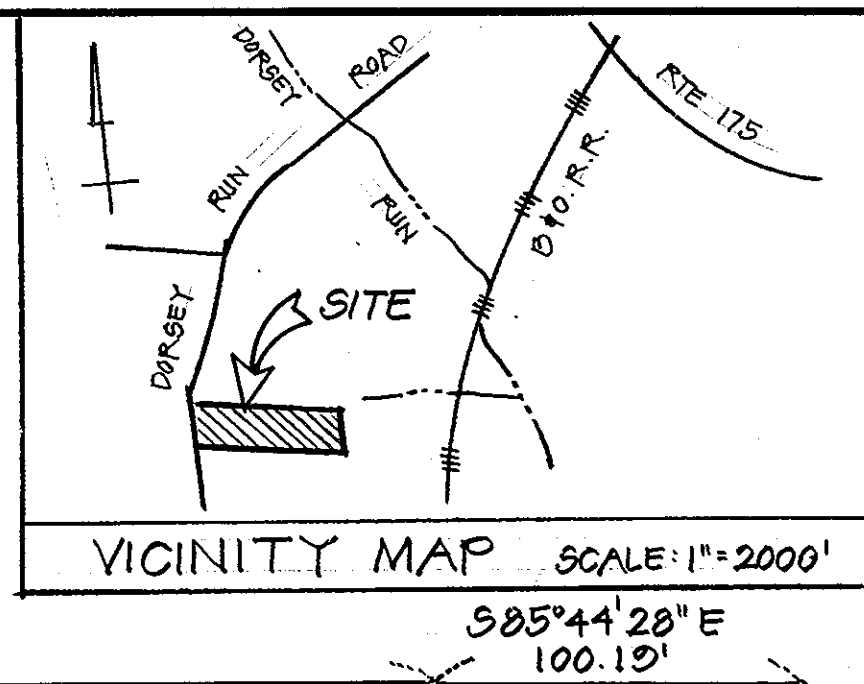 DORSEY
ROAD
RTE 175
RUN
RUN
B & O. R.R.
DORSEY
SITE
VICINITY MAP SCALE: 1" = 2000'
S85°44'28" E
100.19'